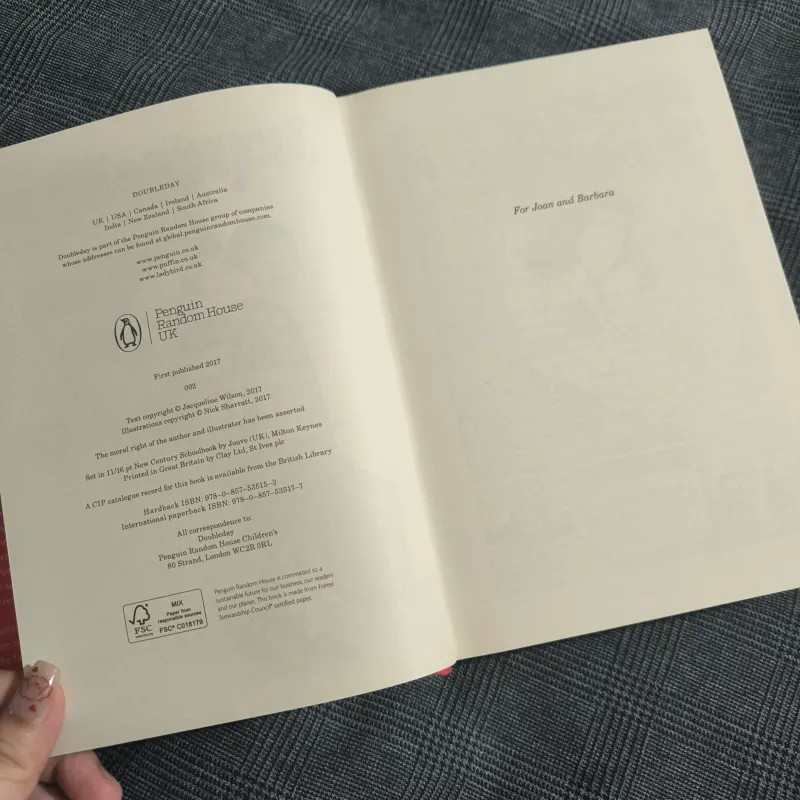 DOUBLEDAY
UK | USA | Canada | Ireland | Australia
India | New Zealand | South Africa
Doubleday is part of the Penguin Random House group of companies
whose addresses can be found at global.penguinrandomhouse.com.
www.penguin.co.uk
www.puffin.co.uk
www.ladybird.co.uk
Penguin
Random House
UK
First published 2017
002
Text copyright © Jacqueline Wilson, 2017
Illustrations copyright © Nick Sharratt, 2017
The moral right of the author and illustrator has been asserted
Set in 11/16 pt New Century Schoolbook by Jouve (UK), Milton Keynes
Printed in Great Britain by Clay Ltd, St Ives plc
A CIP catalogue record for this book is available from the British Library
Hardback ISBN: 978–0–857–53515–3
International paperback ISBN: 978–0–857–53517–7
All correspondence to:
Doubleday
Penguin Random House Children's
80 Strand, London WC2R 0RL
FSC
MIX
Paper from
responsible sources
FSC® C018179
Penguin Random House is committed to a
sustainable future for our business, our readers
and our planet. This book is made from Forest
Stewardship Council® certified paper.
For Joan and Barbara